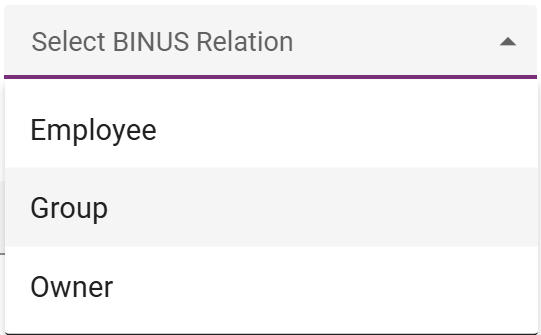 Select BINUS Relation
Employee
Group
Owner